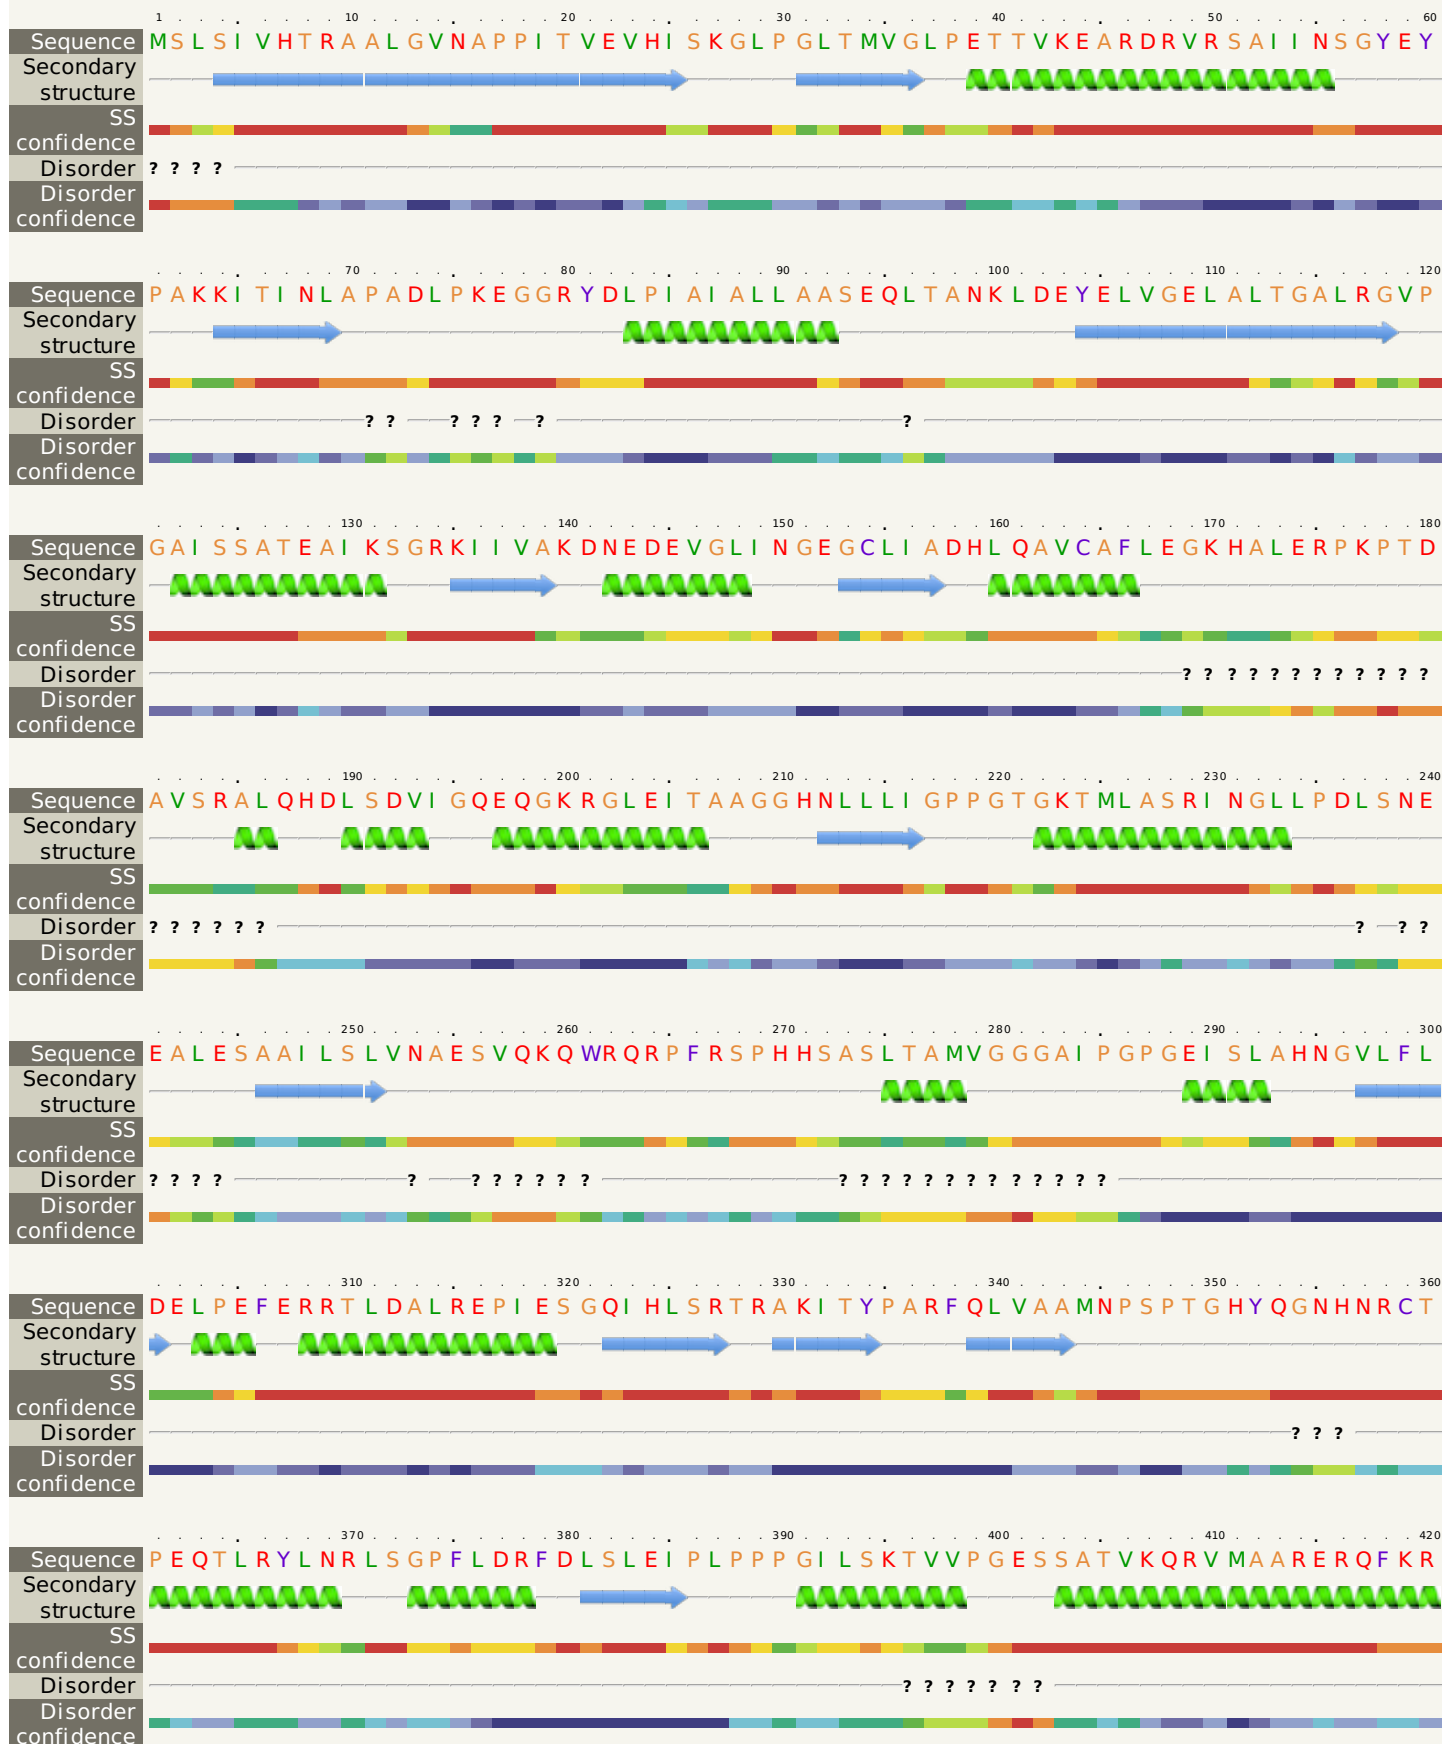 1 10 20 30 40 50 60
Sequence MSLSIVHTRAALGVNAPPITVEVHISKGLPGLTMVGLPETTVKEARDRVRSAIINSGYEY
Secondary
structure
SS
confidence
Disorder ? ? ? ?
Disorder
confidence
70 80 90 100 110 120
Sequence PAKKITINLAPADLPKEGGRYDLPIAIALLAASEQLTANKLDEYELVGELALTGALRGVP
Secondary
structure
SS
confidence
Disorder ? ? ? ? ? ? ?
Disorder
confidence
130 140 150 160 170 180
Sequence GAISSATEAIKSGRKIIVAKDNEDEVGLINGEGCLIADHLQAVCAFLEGKHALERPKPTD
Secondary
structure
SS
confidence
Disorder ? ? ? ? ? ? ? ? ? ? ? ?
Disorder
confidence
190 200 210 220 230 240
Sequence AVSRALQHDLSDVIGQEQGKRGLEITAAGGHNLLLIGPPGTGKTMLASRINGLLPDLSNE
Secondary
structure
SS
confidence
Disorder ? ? ? ? ? ? ? ? ?
Disorder
confidence
250 260 270 280 290 300
Sequence EALESAAILSLVNAESVQKQWRQRPFRSPHHSASLTAMVGGGAIPGPGEISLAHNGVLFL
Secondary
structure
SS
confidence
Disorder ? ? ? ? ? ? ? ? ? ? ? ? ? ? ? ? ? ? ? ? ? ? ? ?
Disorder
confidence
310 320 330 340 350 360
Sequence DELPEFERRTLDALREPIESGQIHLSRTRAKITYPARFQLVAAMNPSPTGHYQGNHNRCT
Secondary
structure
SS
confidence
Disorder ? ? ?
Disorder
confidence
370 380 390 400 410 420
Sequence PEQTLRYLNRLSGPFLDRFDLSLEIPLPPPGILSKTVVPGESSATVKQRVMAARERQFKR
Secondary
structure
SS
confidence
Disorder ? ? ? ? ? ? ?
Disorder
confidence